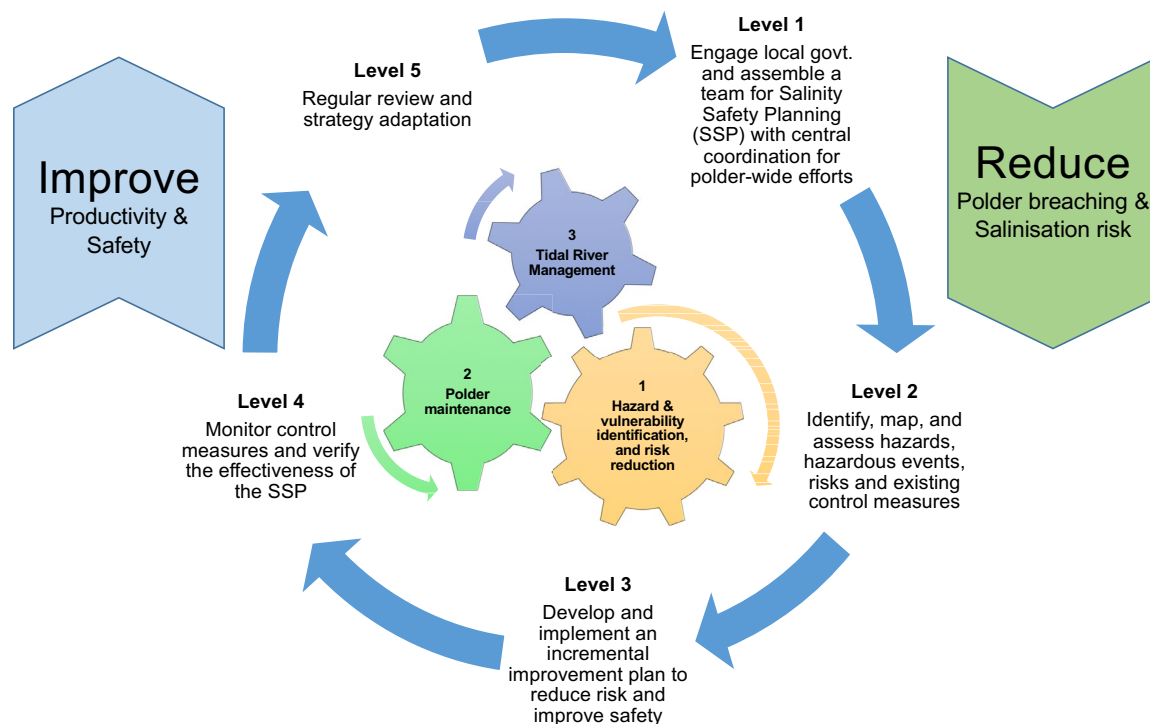 Level 1
Engage local govt.
and assemble a
team for Salinity
Safety Planning
(SSP) with central
coordination for
polder-wide efforts
Level 5
Regular review and
strategy adaptation
Improve
Productivity &
Safety
Reduce
Polder breaching &
Salinisation risk
3
Tidal River
Management
2
Polder
maintenance
1
Hazard &
vulnerability
identification,
and risk
reduction
Level 2
Identify, map, and
assess hazards,
hazardous events,
risks and existing
control measures
Level 4
Monitor control
measures and verify
the effectiveness of
the SSP
Level 3
Develop and
implement an
incremental
improvement plan to
reduce risk and
improve safety